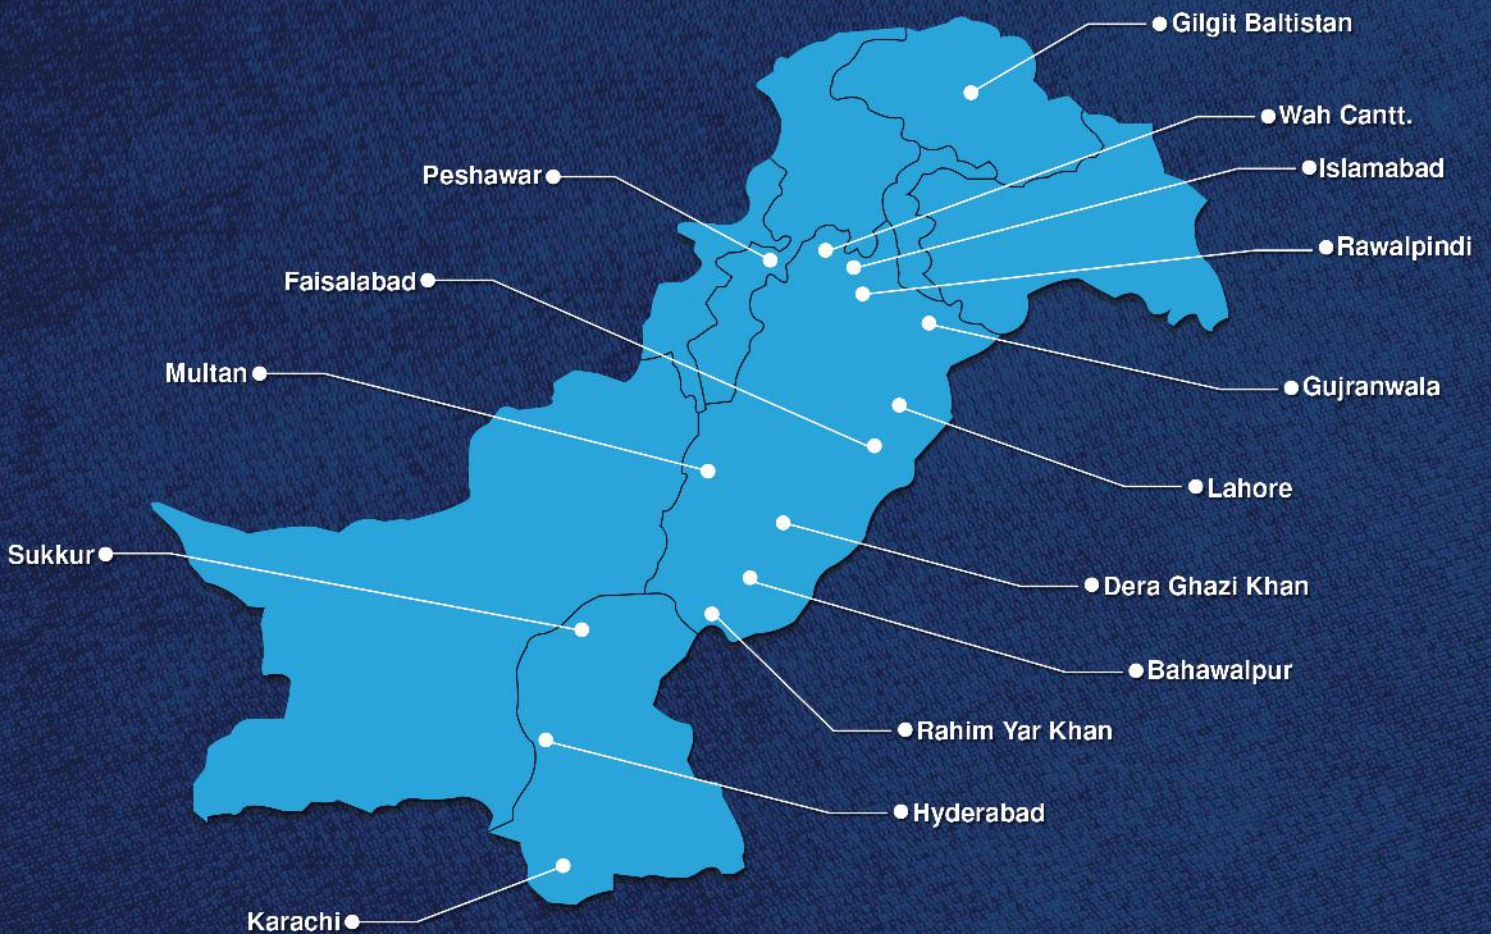 Gilgit Baltistan
Wah Cantt.
Islamabad
Peshawar
Rawalpindi
Faisalabad
Multan
Gujranwala
Lahore
Sukkur
Dera Ghazi Khan
Bahawalpur
Rahim Yar Khan
Hyderabad
Karachi